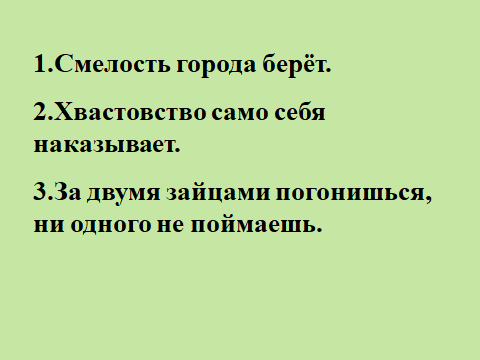 1.Смелость города берёт.
2.Хвастовство само себя
наказывает.
3.За двумя зайцами погонишься,
ни одного не поймаешь.